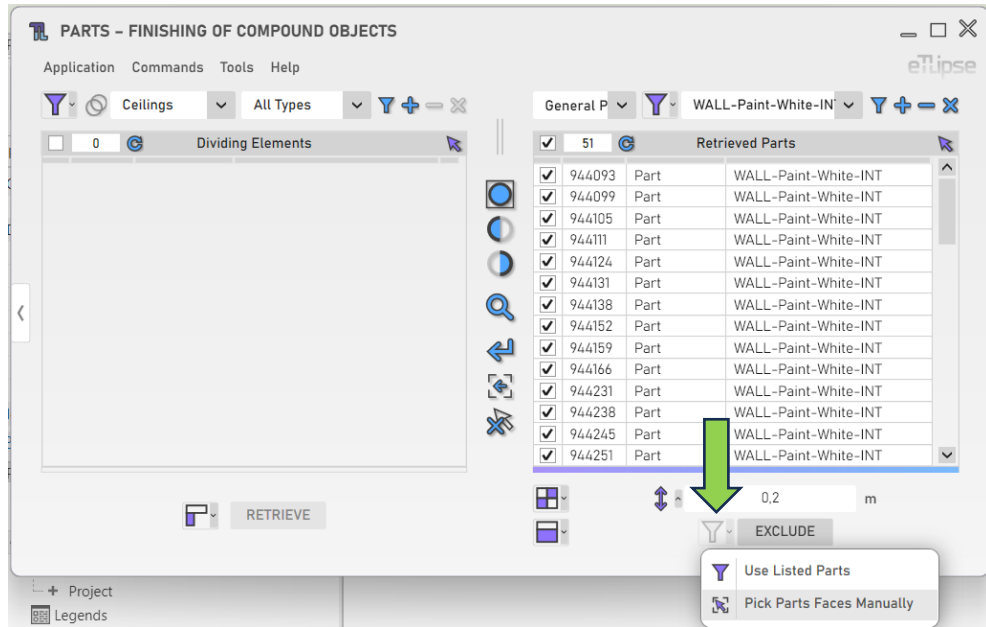 PARTS – FINISHING OF COMPOUND OBJECTS
Application Commands Tools Help
eTLipse
Ceilings All Types
General P WALL-Paint-White-IN
0 Dividing Elements
51 Retrieved Parts
944093 Part WALL-Paint-White-INT
944099 Part WALL-Paint-White-INT
944105 Part WALL-Paint-White-INT
944111 Part WALL-Paint-White-INT
944124 Part WALL-Paint-White-INT
944131 Part WALL-Paint-White-INT
944138 Part WALL-Paint-White-INT
944152 Part WALL-Paint-White-INT
944159 Part WALL-Paint-White-INT
944166 Part WALL-Paint-White-INT
944231 Part WALL-Paint-White-INT
944238 Part WALL-Paint-White-INT
944245 Part WALL-Paint-White-INT
944251 Part WALL-Paint-White-INT
0,2 m
RETRIEVE
EXCLUDE
Use Listed Parts
Pick Parts Faces Manually
Project
Legends